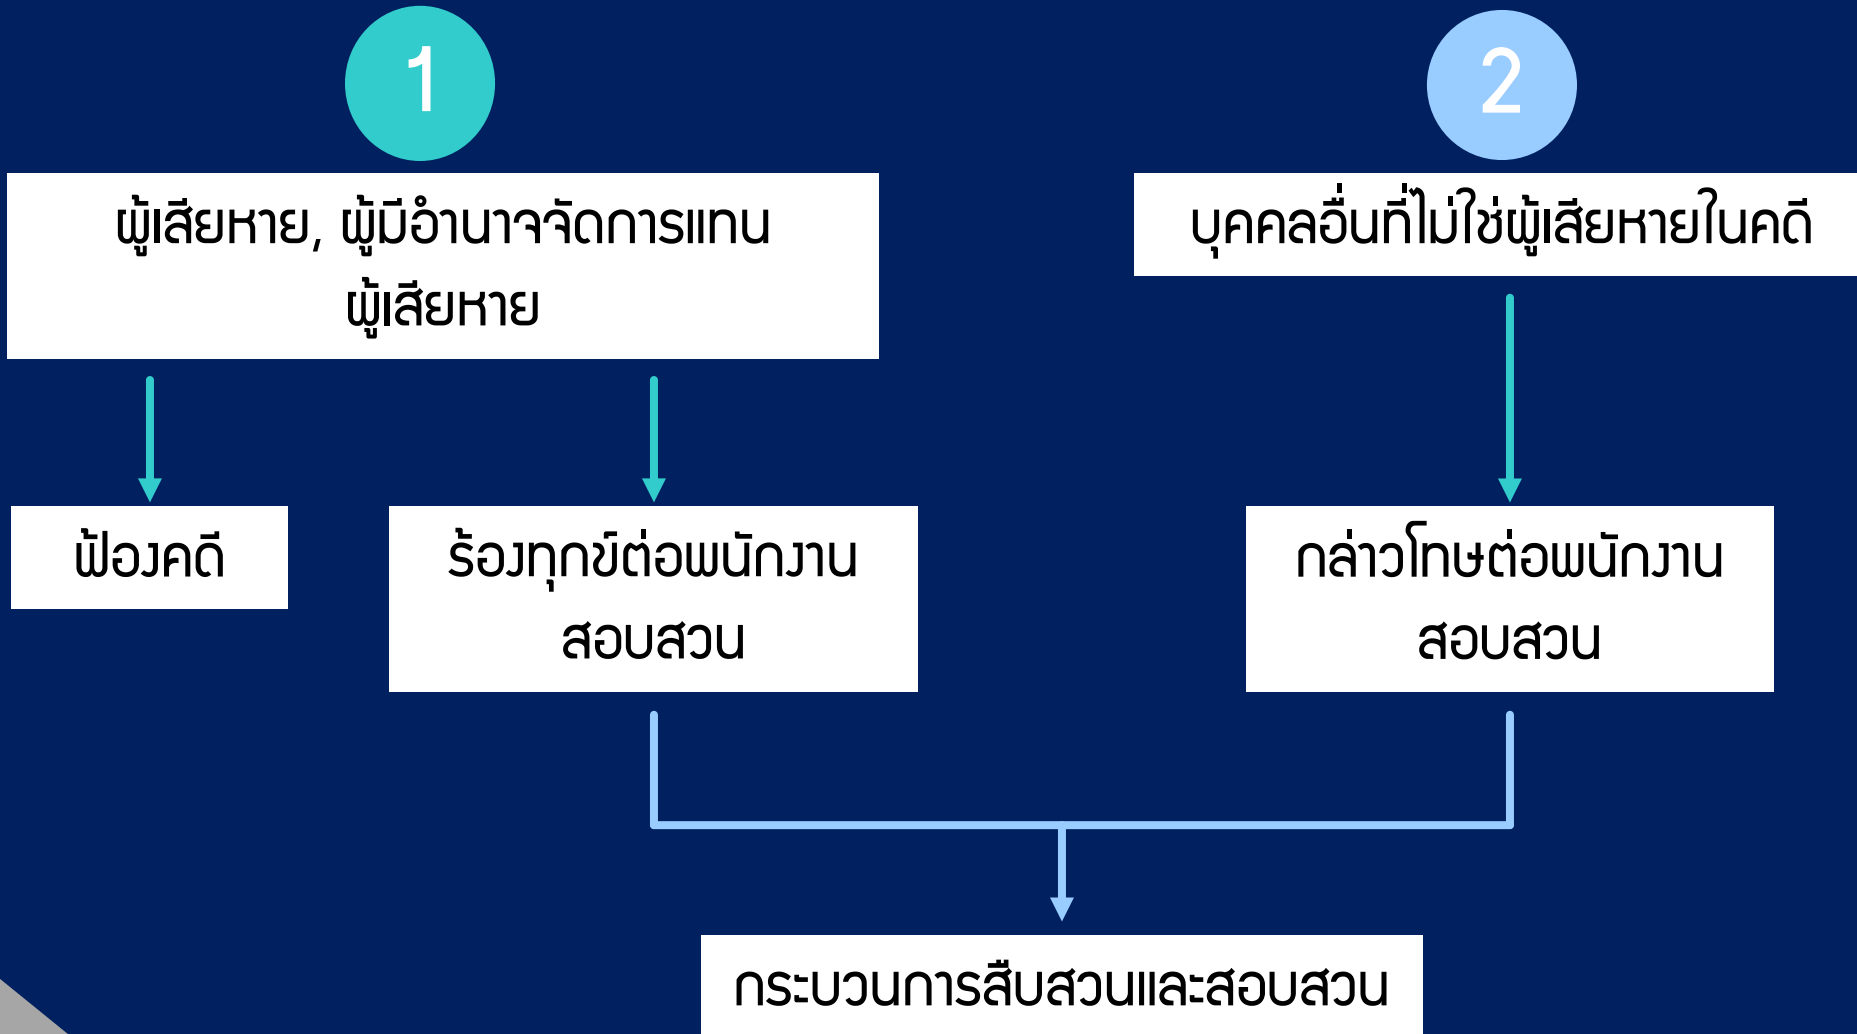 1
2
ผู้เสียหาย, ผู้มีอำนาจจัดการแทน
ผู้เสียหาย
บุคคลอื่นที่ไม่ใช่ผู้เสียหายในคดี
ฟ้องคดี
ร้องทุกข์ต่อพนักงาน
สอบสวน
กล่าวโทษต่อพนักงาน
สอบสวน
กระบวนการสืบสวนและสอบสวน